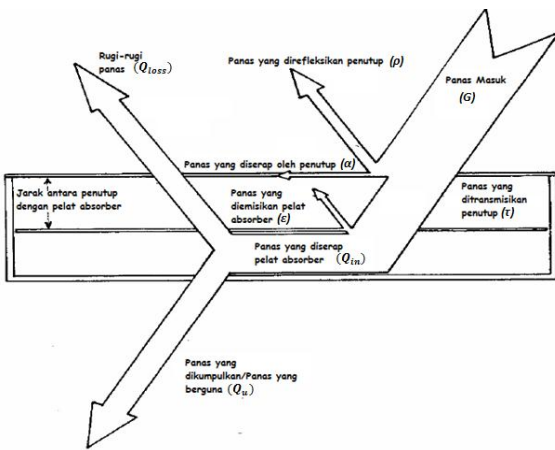 Rugi-rugi
panas (Q_loss)
Panas yang direfleksikan penutup (ρ)
Panas Masuk
(G)
Panas yang diserap oleh penutup (α)
Jarak antara penutup
dengan pelat absorber
Panas yang
diemisikan pelat
absorber (ε)
Panas yang
ditransmisikan
penutup (τ)
Panas yang diserap
pelat absorber (Q_in)
Panas yang
dikumpulkan/Panas yang
berguna (Q_u)